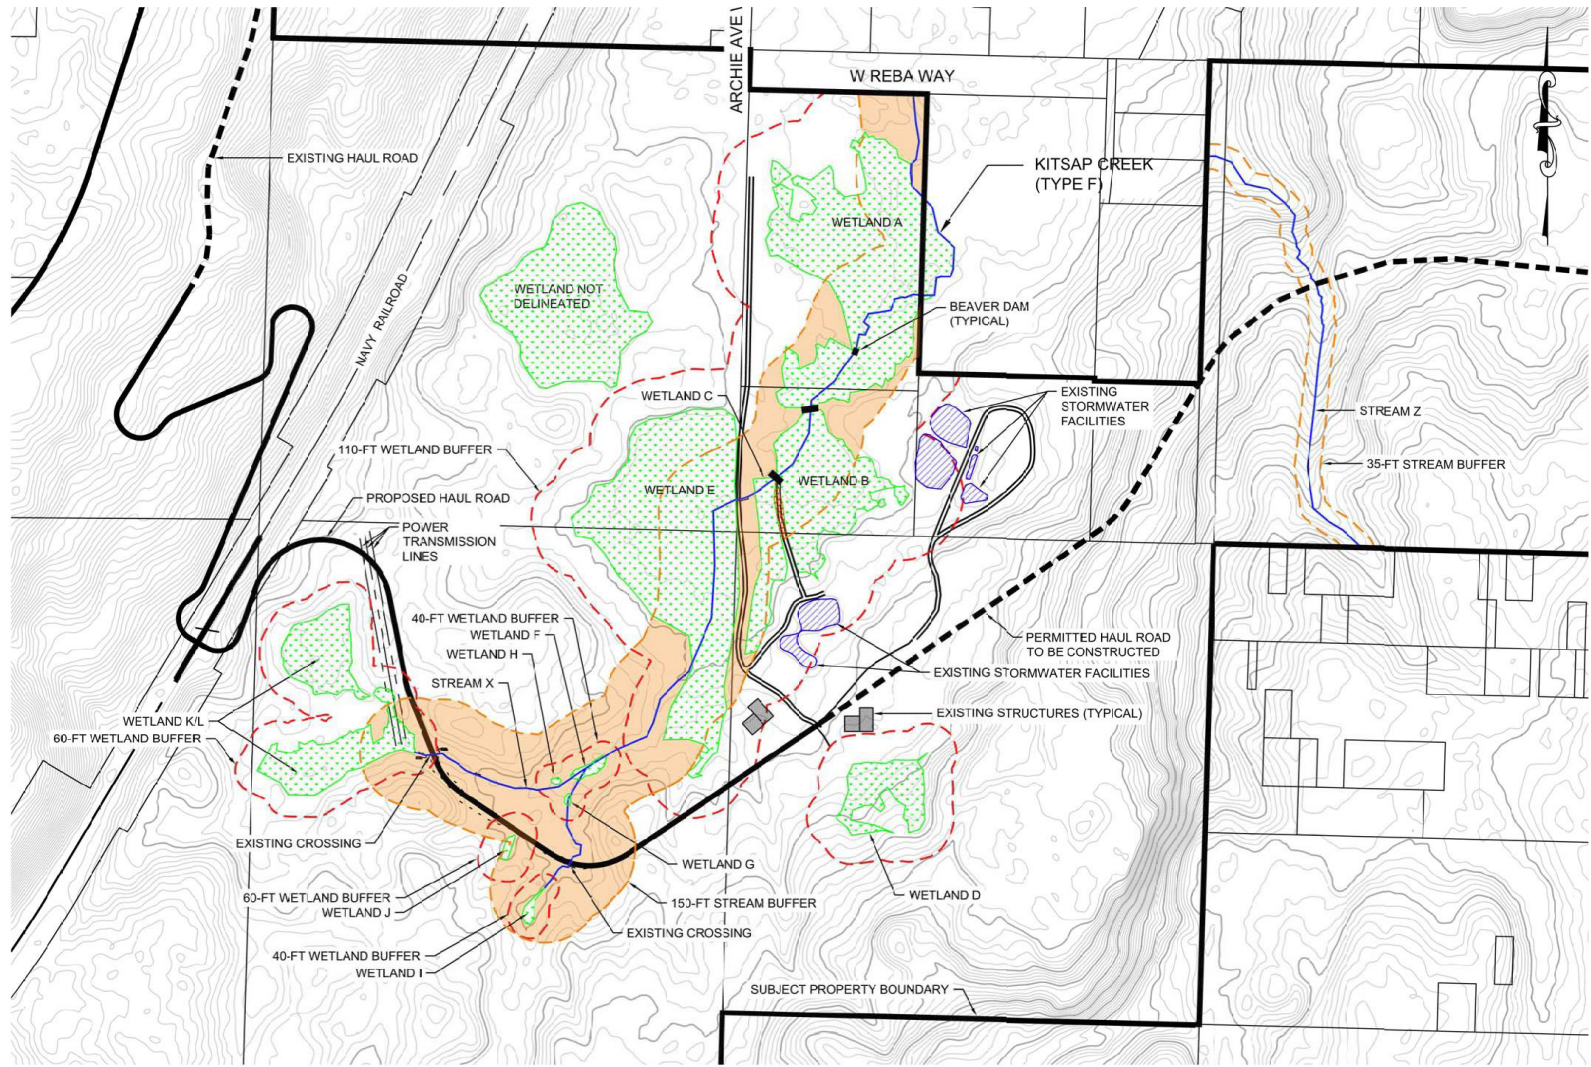 ARCHIE AVE
W REBA WAY
EXISTING HAUL ROAD
KITSAP CREEK
(TYPE F)
WETLAND A
WETLAND NOT
DELINEATED
NAVY RAILROAD
BEAVER DAM
(TYPICAL)
WETLAND C
EXISTING
STORMWATER
FACILITIES
STREAM Z
110-FT WETLAND BUFFER
35-FT STREAM BUFFER
WETLAND E
WETLAND B
PROPOSED HAUL ROAD
POWER
TRANSMISSION
LINES
40-FT WETLAND BUFFER
WETLAND F
WETLAND H
STREAM X
PERMITTED HAUL ROAD
TO BE CONSTRUCTED
EXISTING STORMWATER FACILITIES
WETLAND K/L
60-FT WETLAND BUFFER
EXISTING STRUCTURES (TYPICAL)
EXISTING CROSSING
WETLAND G
60-FT WETLAND BUFFER
WETLAND J
WETLAND D
150-FT STREAM BUFFER
EXISTING CROSSING
40-FT WETLAND BUFFER
WETLAND I
SUBJECT PROPERTY BOUNDARY